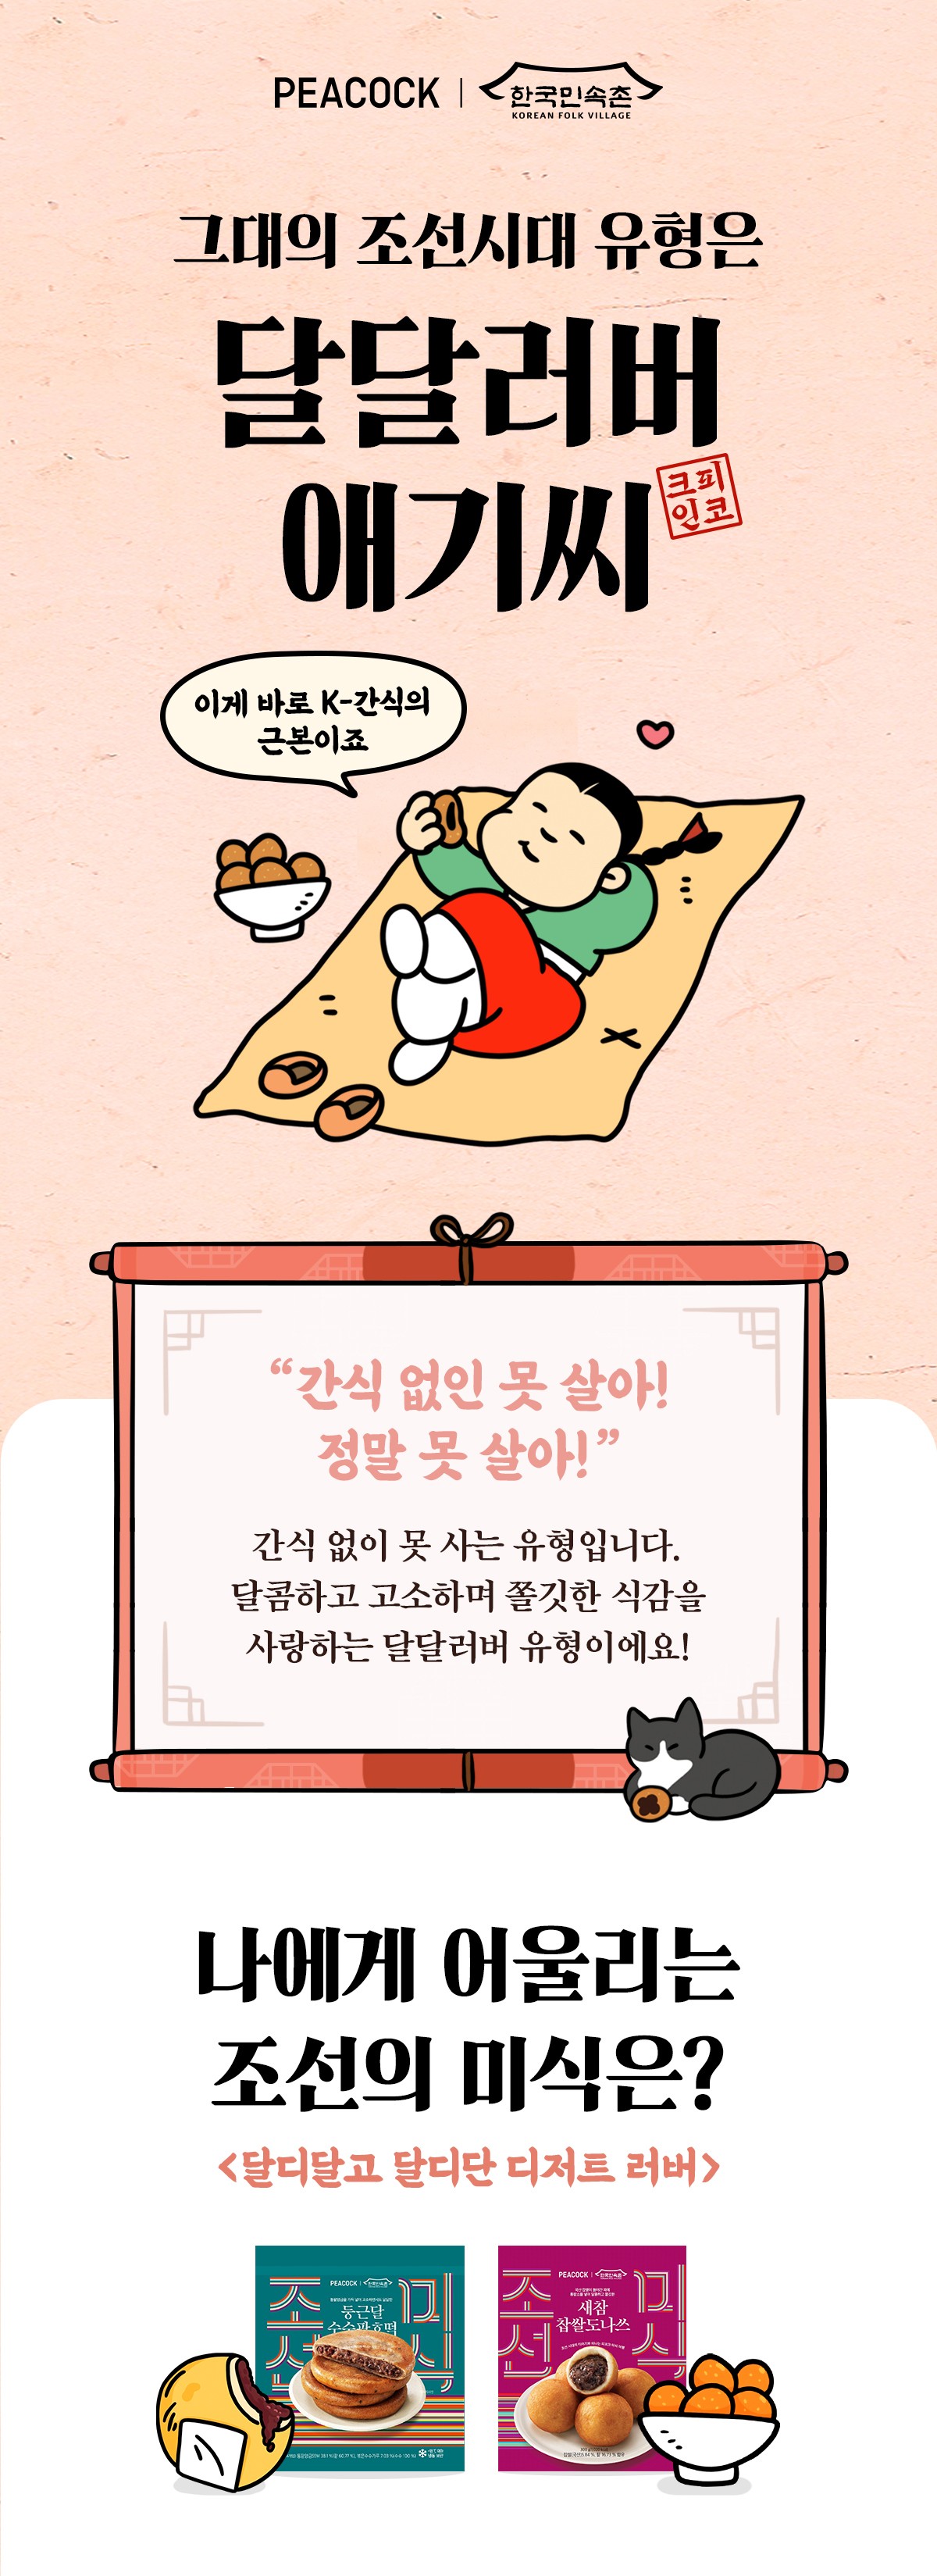 PEACOCK | 한국민속촌
KOREAN FOLK VILLAGE
그대의 조선시대 유형은
달달러버
애기씨
크피
인코
이게 바로 K-간식의
근본이죠
“간식 없인 못 살아!
정말 못 살아!”
간식 없이 못 사는 유형입니다.
달콤하고 고소하며 쫄깃한 식감을
사랑하는 달달러버 유형이에요!
나에게 어울리는
조선의 미식은?
<달디달고 달디단 디저트 러버>
PEACOCK | 한국민속촌
조선
미식
둥근달
수수팥호떡
PEACOCK | 한국민속촌
조선
미식
새참
찹쌀도나쓰